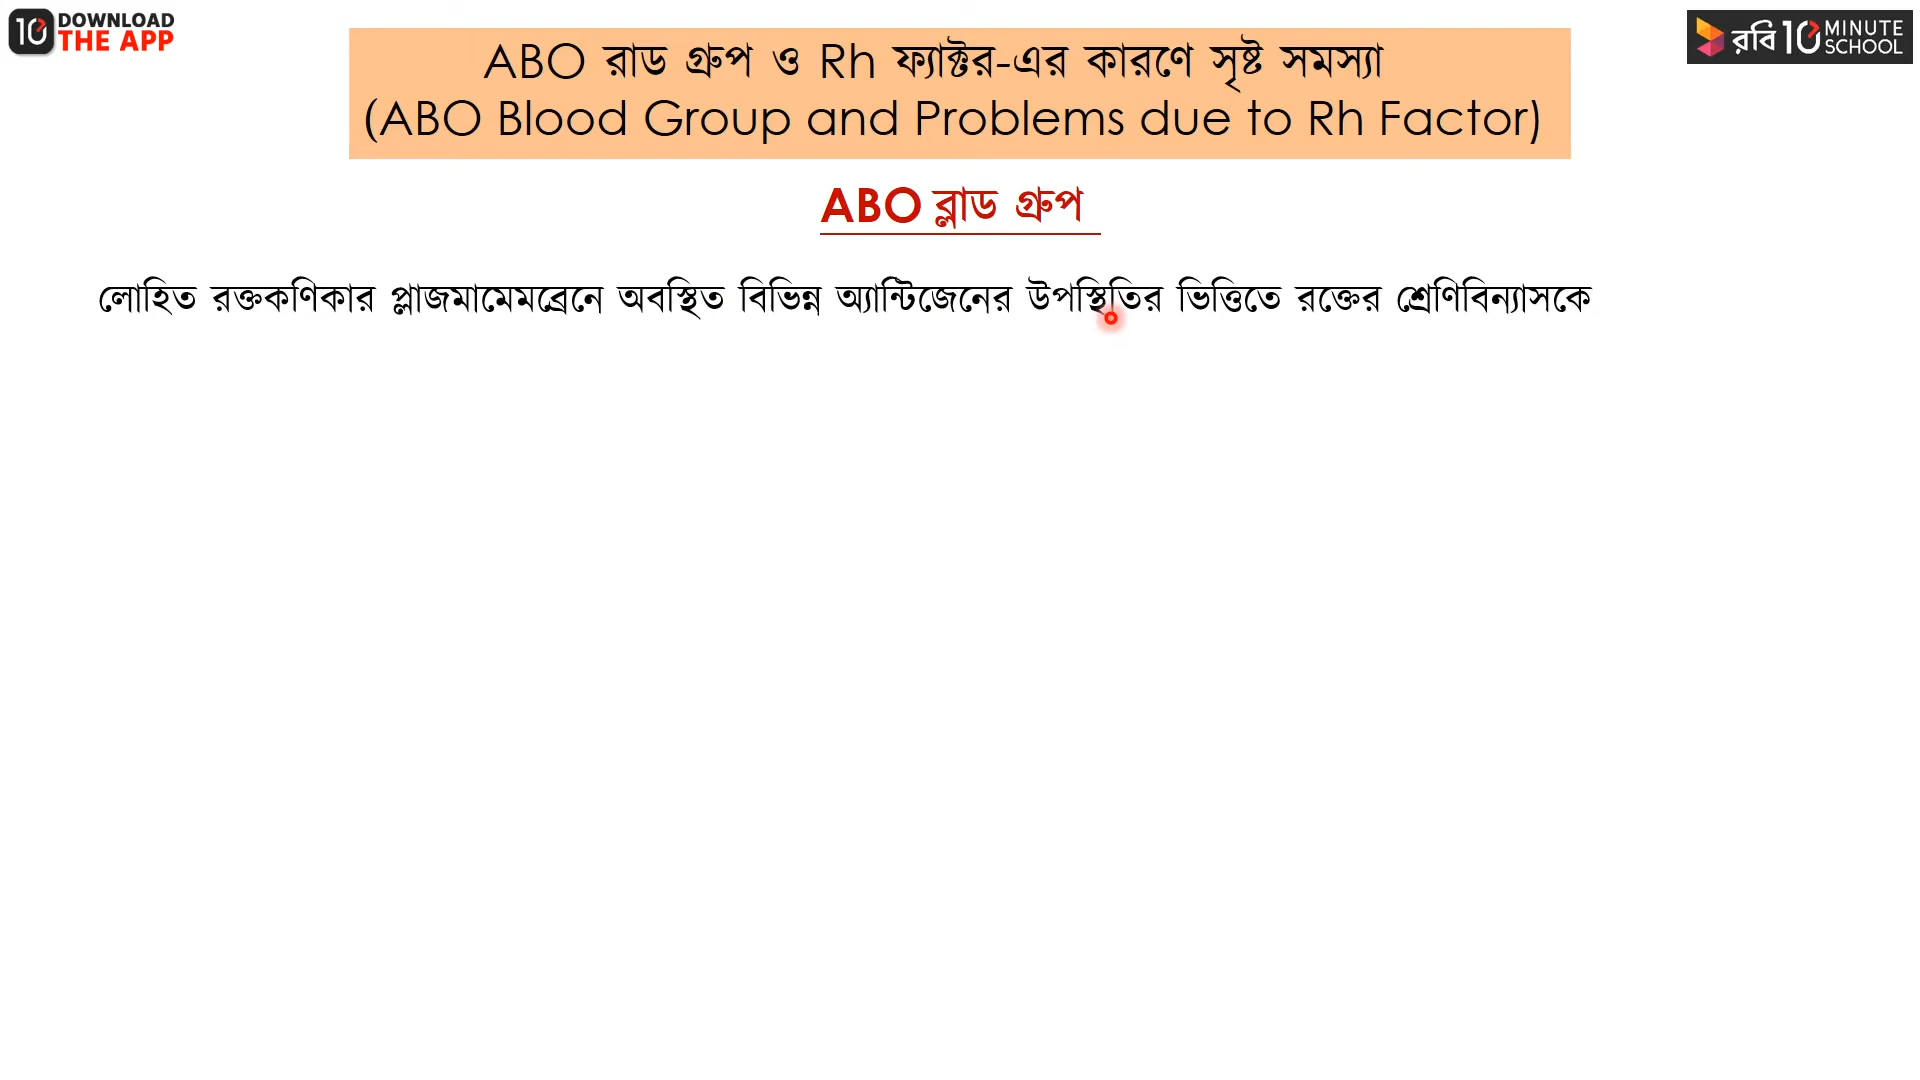 10 DOWNLOAD
THE APP
রবি 10 MINUTE
SCHOOL
ABO রাড গ্রুপ ও Rh ফ্যাক্টর-এর কারণে সৃষ্ট সমস্যা
(ABO Blood Group and Problems due to Rh Factor)
ABO ব্লাড গ্রুপ
লোহিত রক্তকণিকার প্লাজমামেমব্রেনে অবস্থিত বিভিন্ন অ্যান্টিজেনের উপস্থিতির ভিত্তিতে রক্তের শ্রেণিবিন্যাসকে